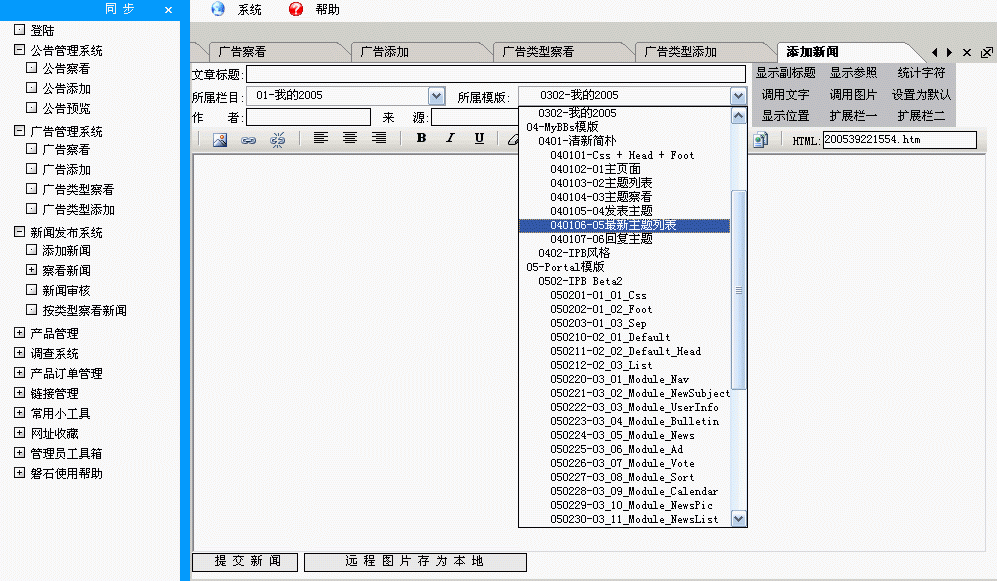 同 步 ×
登陆
公告管理系统
公告察看
公告添加
公告预览
广告管理系统
广告察看
广告添加
广告类型察看
广告类型添加
新闻发布系统
添加新闻
察看新闻
新闻审核
按类型察看新闻
产品管理
调查系统
产品订单管理
链接管理
常用小工具
网址收藏
管理员工具箱
磐石使用帮助
系统 帮助
广告察看 广告添加 广告类型察看 广告类型添加 添加新闻
文章标题: 显示副标题 显示参照 统计字符
所属栏目: 01-我的2005 所属模版: 0302-我的2005 调用文字 调用图片 设置为默认
作 者: 来 源: 显示位置 扩展栏一 扩展栏二
B I U HTML: 200539221554.htm
0302-我的2005
04-MyBBs模版
0401-清新简朴
040101-Css + Head + Foot
040102-01主页面
040103-02主题列表
040104-03主题察看
040105-04发表主题
040106-05最新主题列表
040107-06回复主题
0402-IPB风格
05-Portal模版
0502-IPB Beta2
050201-01_01_Css
050202-01_02_Foot
050203-01_03_Sep
050210-02_01_Default
050211-02_02_Default_Head
050212-02_03_List
050220-03_01_Module_Nav
050221-03_02_Module_NewSubject
050222-03_03_Module_UserInfo
050223-03_04_Module_Bulletin
050224-03_05_Module_News
050225-03_06_Module_Ad
050226-03_07_Module_Vote
050227-03_08_Module_Sort
050228-03_09_Module_Calendar
050229-03_10_Module_NewsPic
050230-03_11_Module_NewsList
提 交 新 闻 远 程 图 片 存 为 本 地